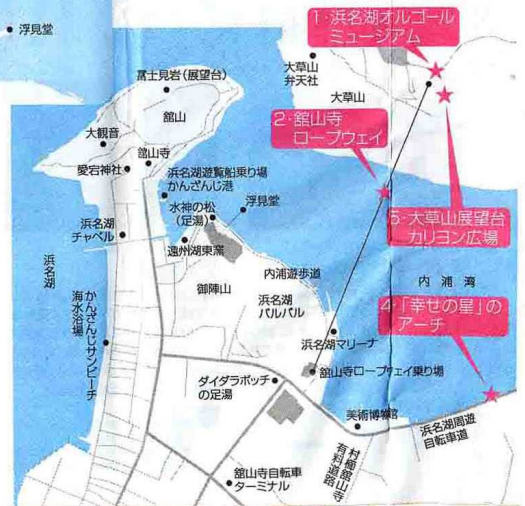 浮見堂
1・浜名湖オルゴール
ミュージアム
大草山
弁天社
大草山
富士見岩（展望台）
舘山
大観音
舘山寺
愛宕神社
2・舘山寺
ロープウェイ
浜名湖遊覧船乗り場
かんざんじ港
水神の松
（足湯）
浮見堂
浜名湖
チャペル
遠州湖東窯
5・大草山展望台
カリヨン広場
浜名湖
御陣山
内浦遊歩道
内浦湾
かんざんじサンビーチ
海水浴場
浜名湖
パルパル
4・「幸せの星」の
アーチ
浜名湖マリーナ
ダイダラボッチ
の足湯
舘山寺ロープウェイ乗り場
美術博物館
浜名湖周遊
自転車道
村櫛舘山寺
有料道路
舘山寺自転車
ターミナル